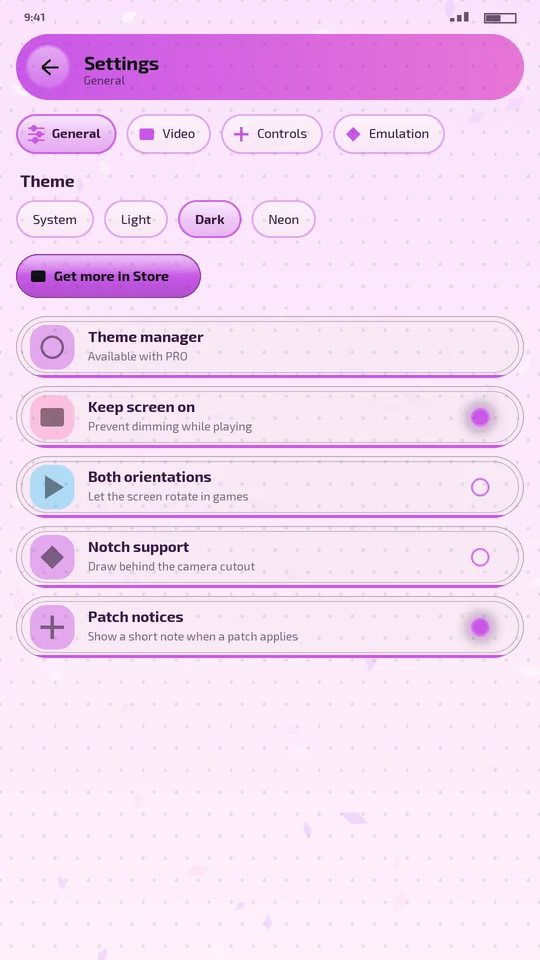 9:41
Settings
General
General
Video
Controls
Emulation
Theme
System
Light
Dark
Neon
Get more in Store
Theme manager
Available with PRO
Keep screen on
Prevent dimming while playing
Both orientations
Let the screen rotate in games
Notch support
Draw behind the camera cutout
Patch notices
Show a short note when a patch applies